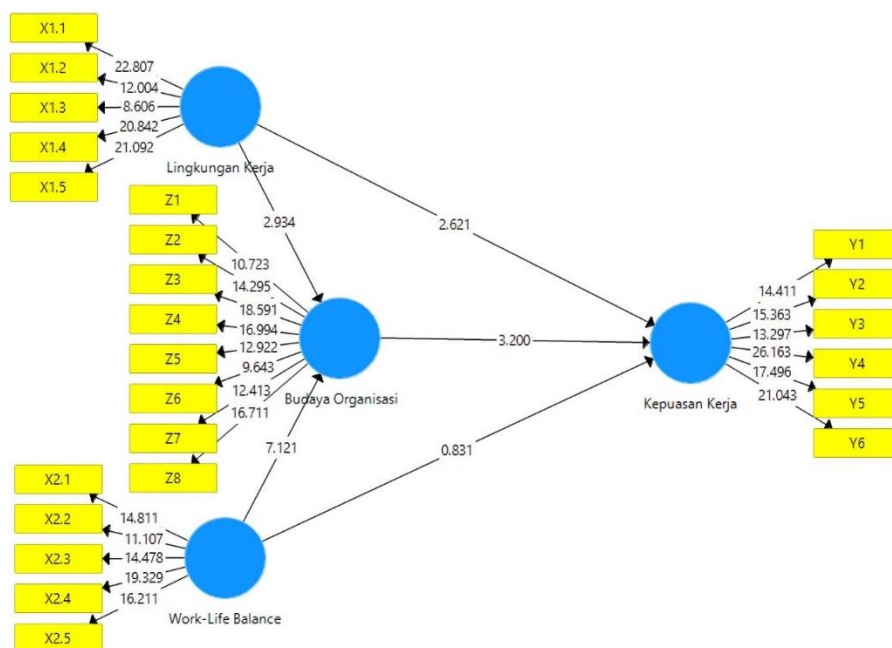 X1.1
X1.2
X1.3
X1.4
X1.5
22.807
12.004
8.606
20.842
21.092
Lingkungan Kerja
2.934
2.621
Z1
Z2
Z3
Z4
Z5
Z6
Z7
Z8
10.723
14.295
18.591
16.994
12.922
9.643
12.413
16.711
Budaya Organisasi
3.200
7.121
0.831
Y1
Y2
Y3
Y4
Y5
Y6
14.411
15.363
13.297
26.163
17.496
21.043
Kepuasan Kerja
X2.1
X2.2
X2.3
X2.4
X2.5
14.811
11.107
14.478
19.329
16.211
Work-Life Balance